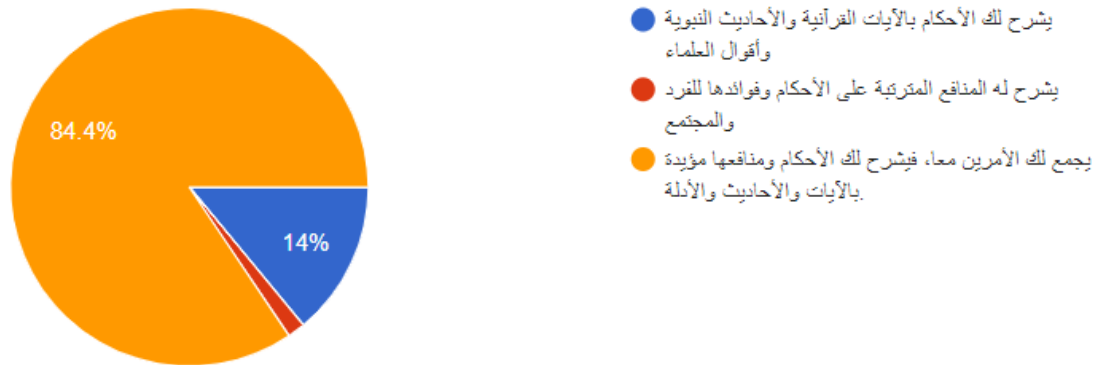 84.4%
14%
يشرح لك الأحكام بالآيات القرآنية والأحاديث النبوية
وأقوال العلماء
يشرح له المنافع المترتبة على الأحكام وفوائدها للفرد
والمجتمع
يجمع لك الأمرين معا، فيشرح لك الأحكام ومنافعها مؤيدة
بالآيات والأحاديث والأدلة.